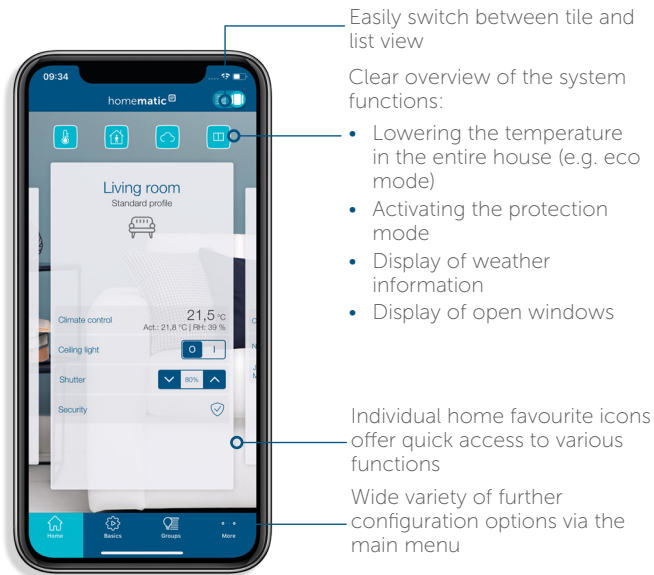 Easily switch between tile and
list view
09:34
homematic IP
Clear overview of the system
functions:
• Lowering the temperature
in the entire house (e.g. eco
mode)
• Activating the protection
mode
• Display of weather
information
• Display of open windows
Living room
Standard profile
Climate control
21,5 °C
Act.: 21,8 °C | RH: 39 %
Ceiling light
O I
Shutter
80%
Security
Individual home favourite icons
offer quick access to various
functions
Wide variety of further
configuration options via the
main menu
Home
Basics
Groups
More